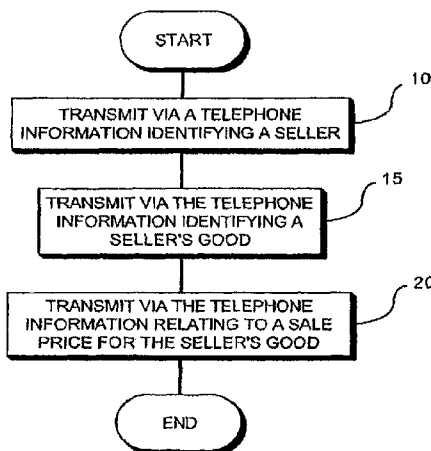 START
10
TRANSMIT VIA A TELEPHONE
INFORMATION IDENTIFYING A SELLER
15
TRANSMIT VIA THE TELEPHONE
INFORMATION IDENTIFYING A
SELLER'S GOOD
20
TRANSMIT VIA THE TELEPHONE
INFORMATION RELATING TO A SALE
PRICE FOR THE SELLER'S GOOD
END